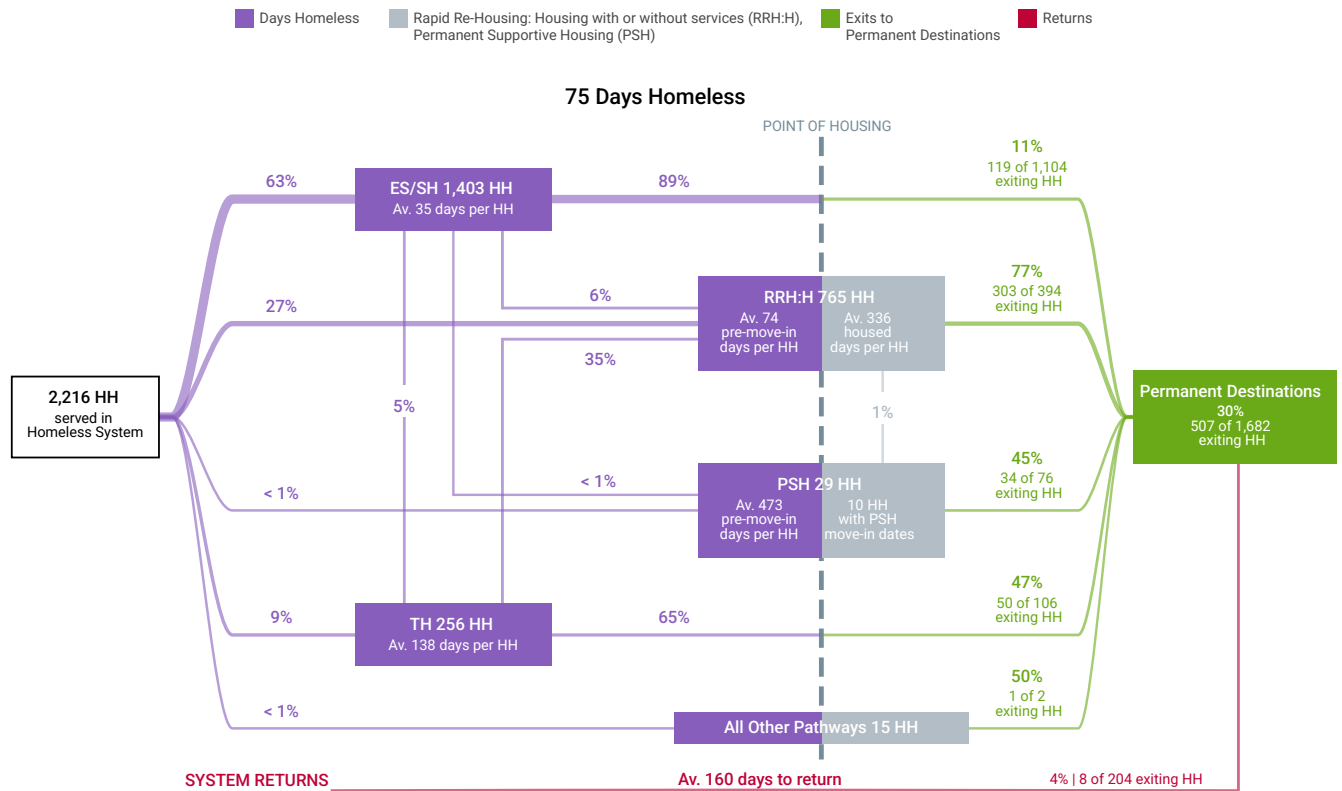 Days Homeless
Rapid Re-Housing: Housing with or without services (RRH:H),
Permanent Supportive Housing (PSH)
Exits to
Permanent Destinations
Returns
75 Days Homeless
POINT OF HOUSING
63%
ES/SH 1,403 HH
Av. 35 days per HH
89%
11%
119 of 1,104
exiting HH
27%
6%
35%
RRH:H 765 HH
Av. 74
pre-move-in
days per HH
Av. 336
housed
days per HH
77%
303 of 394
exiting HH
2,216 HH
served in
Homeless System
5%
1%
Permanent Destinations
30%
507 of 1,682
exiting HH
< 1%
< 1%
PSH 29 HH
Av. 473
pre-move-in
days per HH
10 HH
with PSH
move-in dates
45%
34 of 76
exiting HH
9%
TH 256 HH
Av. 138 days per HH
65%
47%
50 of 106
exiting HH
< 1%
All Other Pathways 15 HH
50%
1 of 2
exiting HH
SYSTEM RETURNS
Av. 160 days to return
4% | 8 of 204 exiting HH